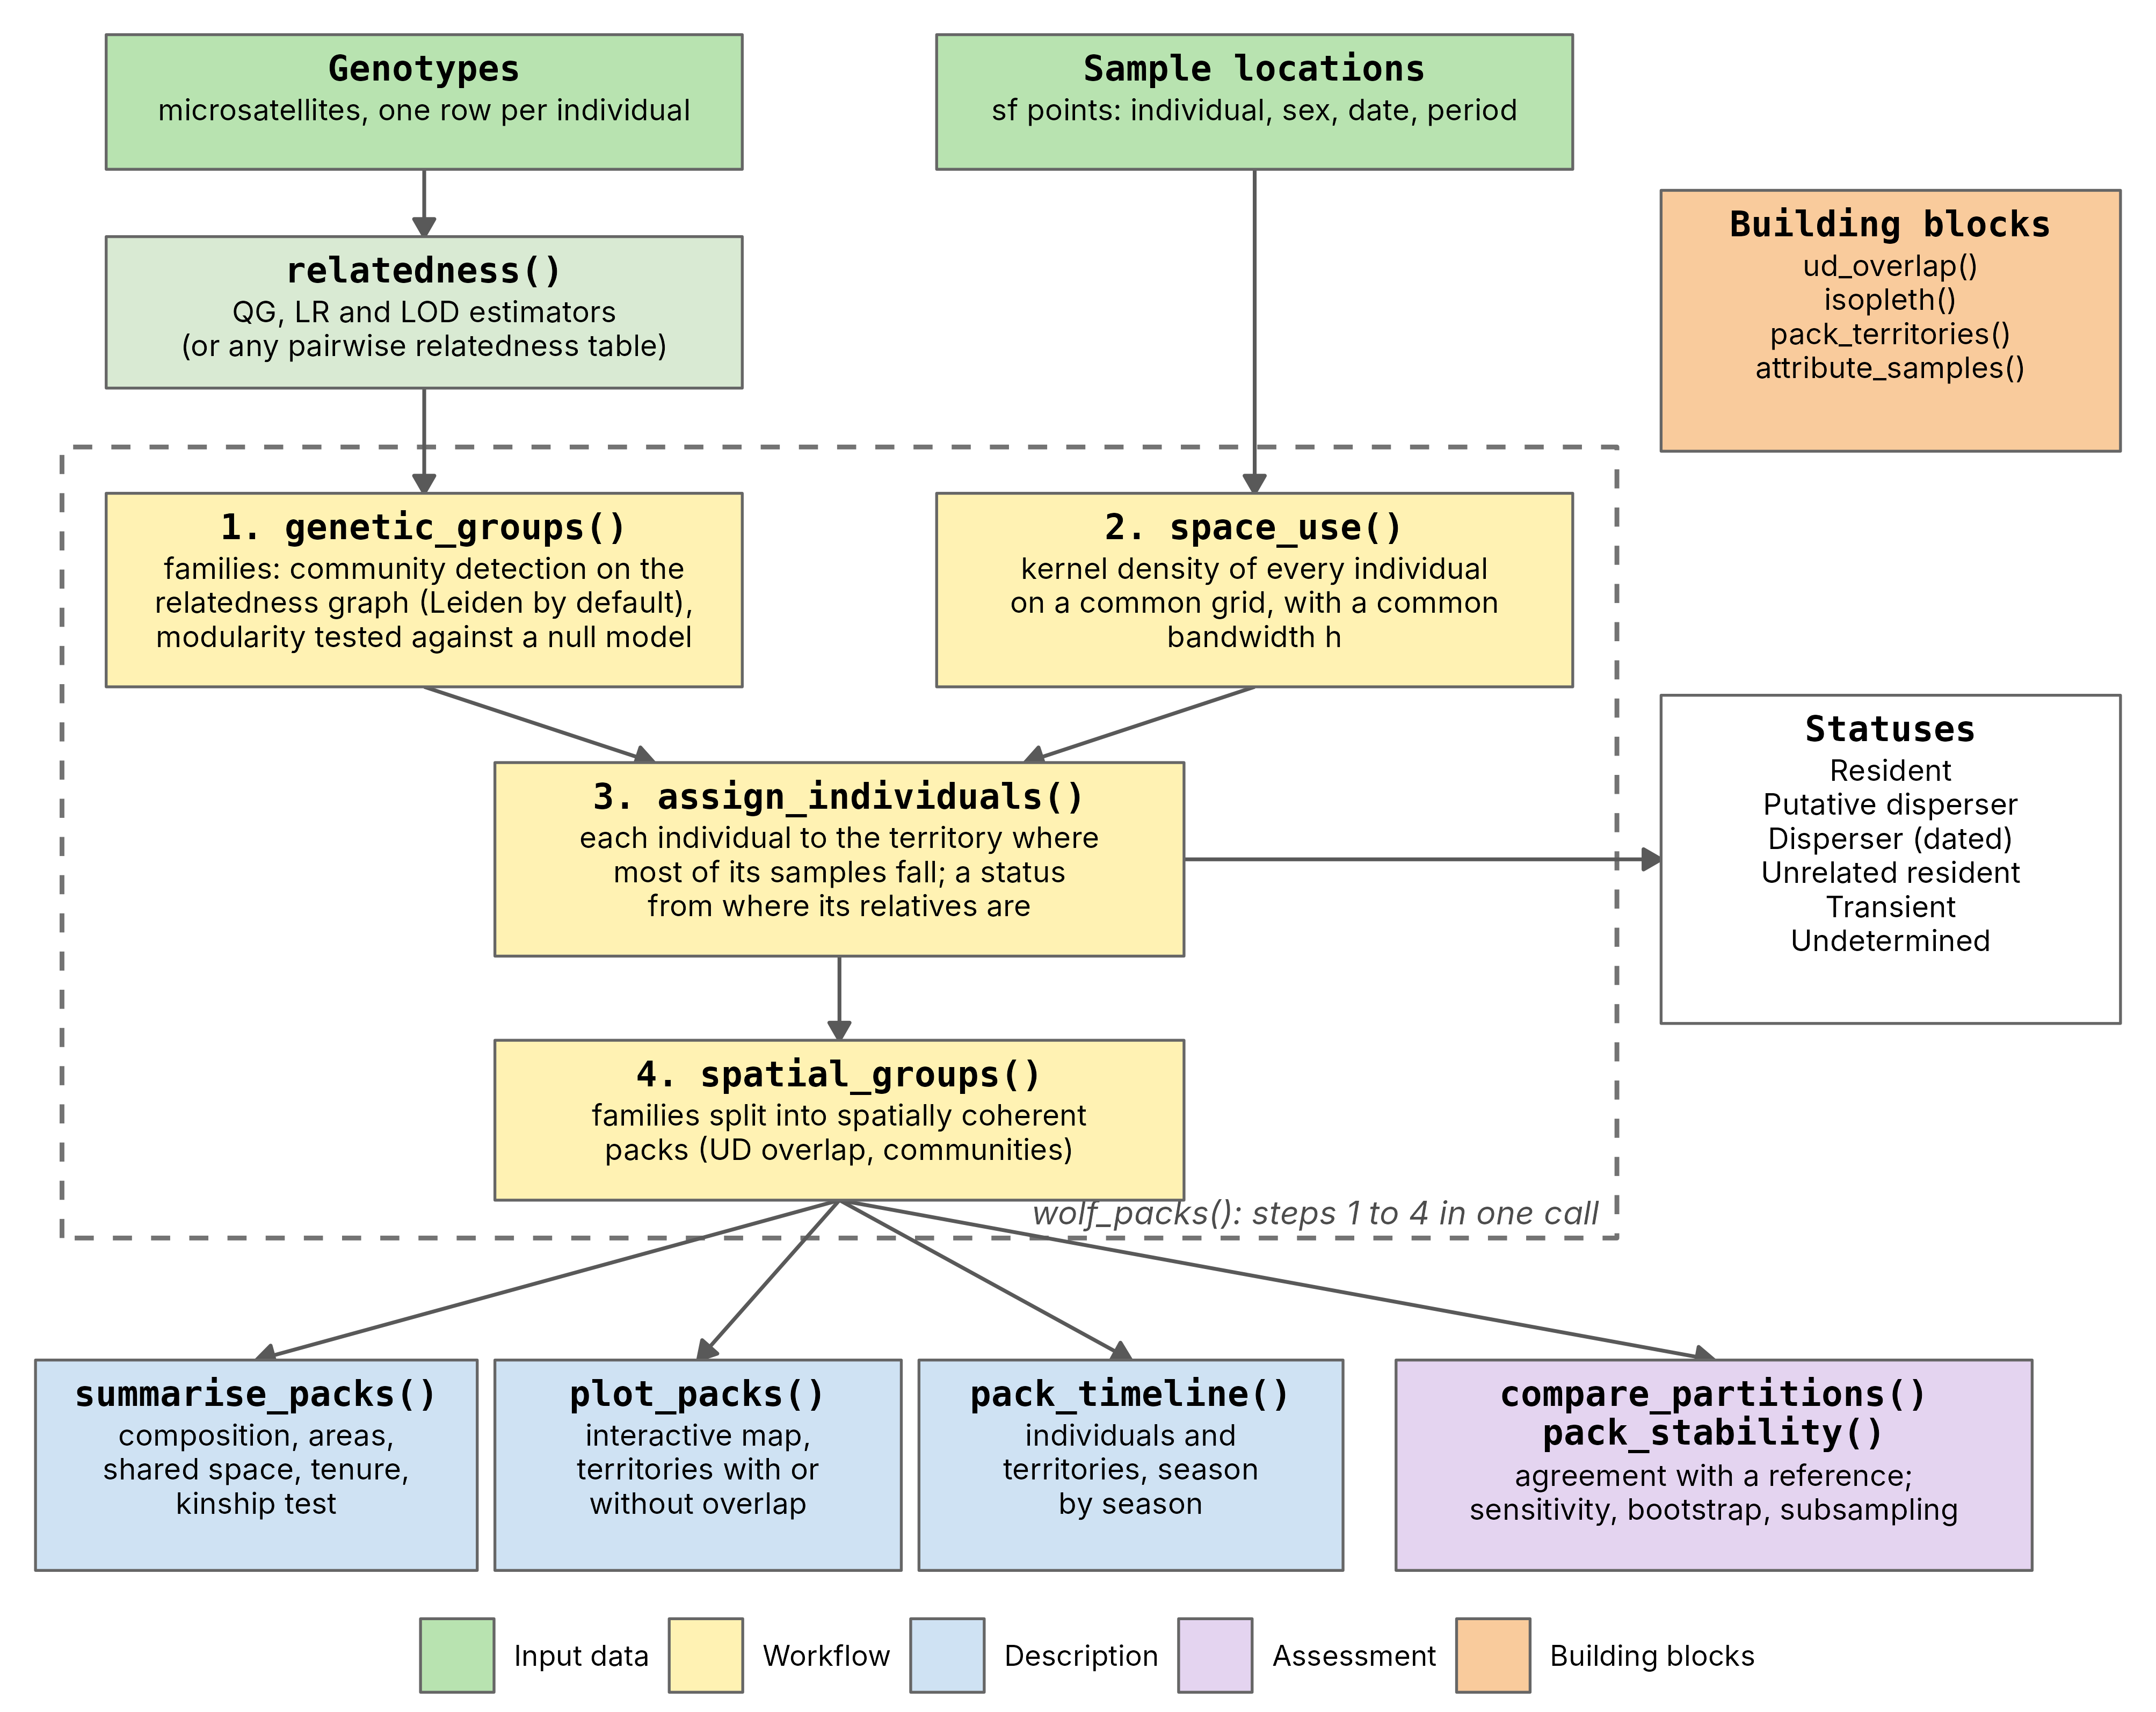 Genotypes
microsatellites, one row per individual
Sample locations
sf points: individual, sex, date, period
relatedness()
QG, LR and LOD estimators
(or any pairwise relatedness table)
Building blocks
ud_overlap()
isopleth()
pack_territories()
attribute_samples()
1. genetic_groups()
families: community detection on the
relatedness graph (Leiden by default),
modularity tested against a null model
2. space_use()
kernel density of every individual
on a common grid, with a common
bandwidth h
3. assign_individuals()
each individual to the territory where
most of its samples fall; a status
from where its relatives are
Statuses
Resident
Putative disperser
Disperser (dated)
Unrelated resident
Transient
Undetermined
4. spatial_groups()
families split into spatially coherent
packs (UD overlap, communities)
wolf_packs(): steps 1 to 4 in one call
summarise_packs()
composition, areas,
shared space, tenure,
kinship test
plot_packs()
interactive map,
territories with or
without overlap
pack_timeline()
individuals and
territories, season
by season
compare_partitions()
pack_stability()
agreement with a reference;
sensitivity, bootstrap, subsampling
Input data
Workflow
Description
Assessment
Building blocks